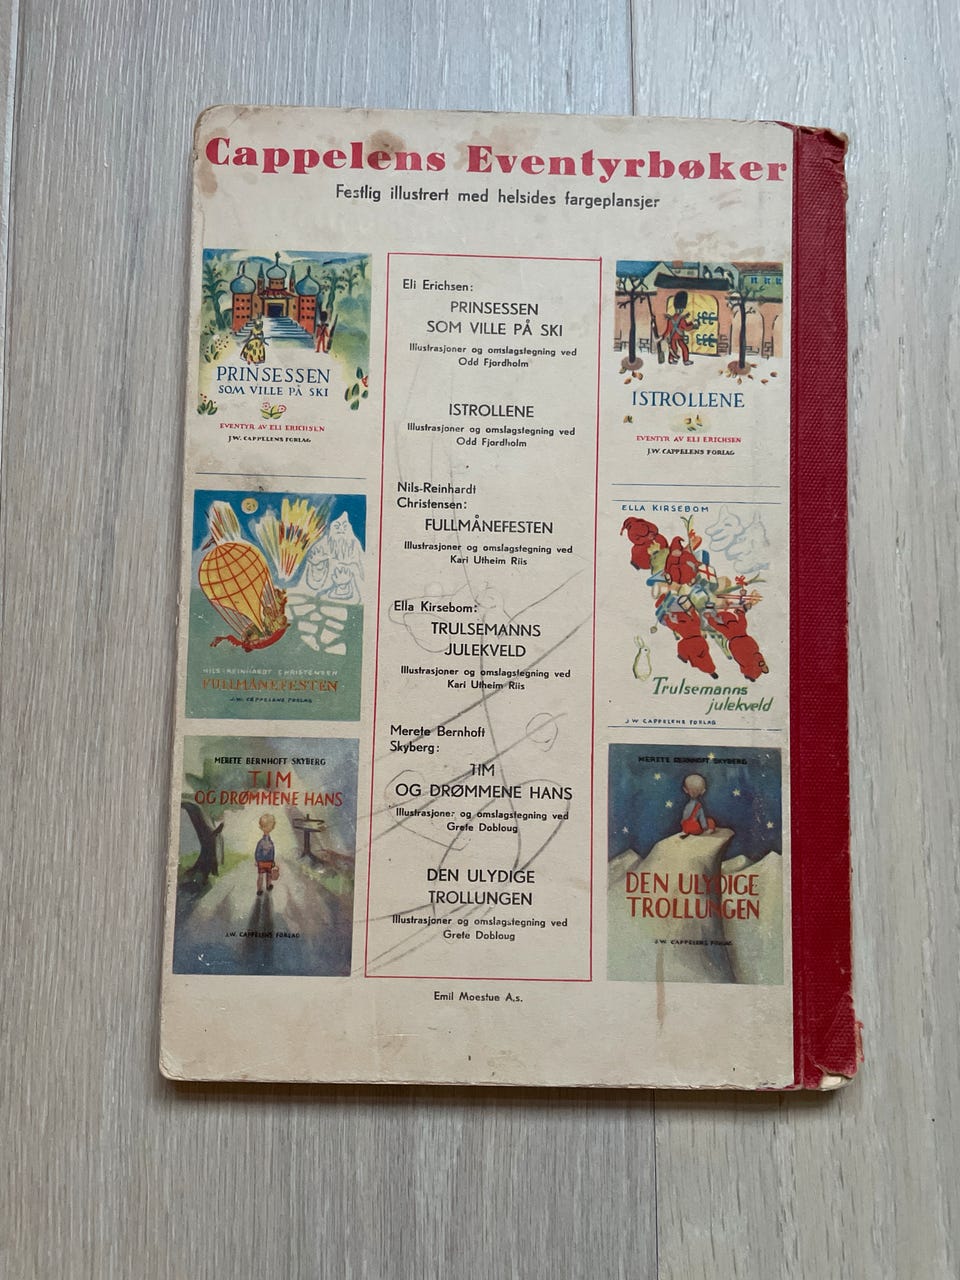 Cappelens Eventyrbøker
Festlig illustrert med helsides fargeplansjer
PRINSESSEN
SOM VILLE PÅ SKI
EVENTYR AV ELI ERICHSEN
J.W. CAPPELENS FORLAG
NILS-REINHARDT CHRISTENSEN
FULLMÅNEFESTEN
J.W. CAPPELENS FORLAG
MERETE BERNHOFT SKYBERG
TIM
OG DRØMMENE HANS
J.W. CAPPELENS FORLAG
Eli Erichsen:
PRINSESSEN
SOM VILLE PÅ SKI
Illustrasjoner og omslagstegning ved
Odd Fjordholm
ISTROLLENE
Illustrasjoner og omslagstegning ved
Odd Fjordholm
Nils-Reinhardt
Christensen:
FULLMÅNEFESTEN
Illustrasjoner og omslagstegning ved
Kari Utheim Riis
Ella Kirsebom:
TRULSEMANNS
JULEKVELD
Illustrasjoner og omslagstegning ved
Kari Utheim Riis
Merete Bernhoft
Skyberg:
TIM
OG DRØMMENE HANS
Illustrasjoner og omslagstegning ved
Grete Dobloug
DEN ULYDIGE
TROLLUNGEN
Illustrasjoner og omslagstegning ved
Grete Dobloug
ISTROLLENE
EVENTYR AV ELI ERICHSEN
J.W. CAPPELENS FORLAG
ELLA KIRSEBOM
Trulsemanns
julekveld
J W CAPPELENS FORLAG
MERETE BERNHOFT SKYBERG
DEN ULYDIGE
TROLLUNGEN
J.W. CAPPELENS FORLAG
Emil Moestue A.s.